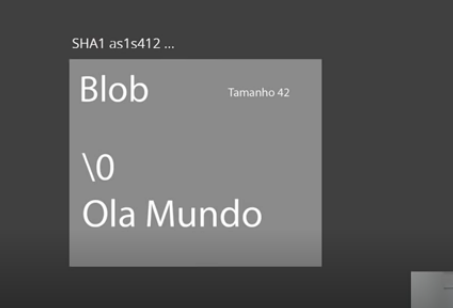 SHA1 as1s412 ...
Blob
Tamanho 42
\0
Ola Mundo